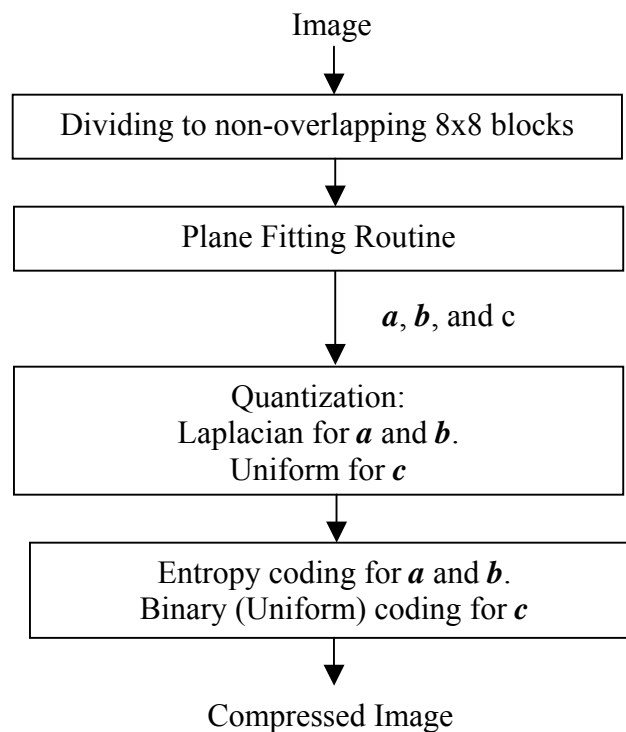 Image
Dividing to non-overlapping 8x8 blocks
Plane Fitting Routine
a, b, and c
Quantization:
Laplacian for a and b.
Uniform for c
Entropy coding for a and b.
Binary (Uniform) coding for c
Compressed Image